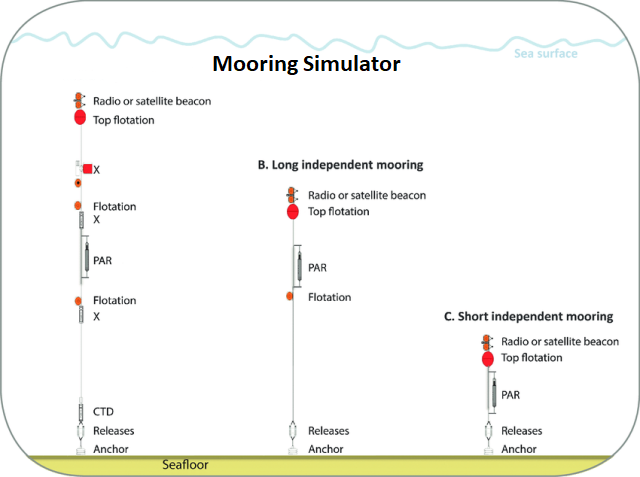 Sea surface
Mooring Simulator
Radio or satellite beacon
Top flotation
X
Flotation
X
PAR
Flotation
X
CTD
Releases
Anchor
B. Long independent mooring
Radio or satellite beacon
Top flotation
PAR
Flotation
Releases
Anchor
C. Short independent mooring
Radio or satellite beacon
Top flotation
PAR
Releases
Anchor
Seafloor